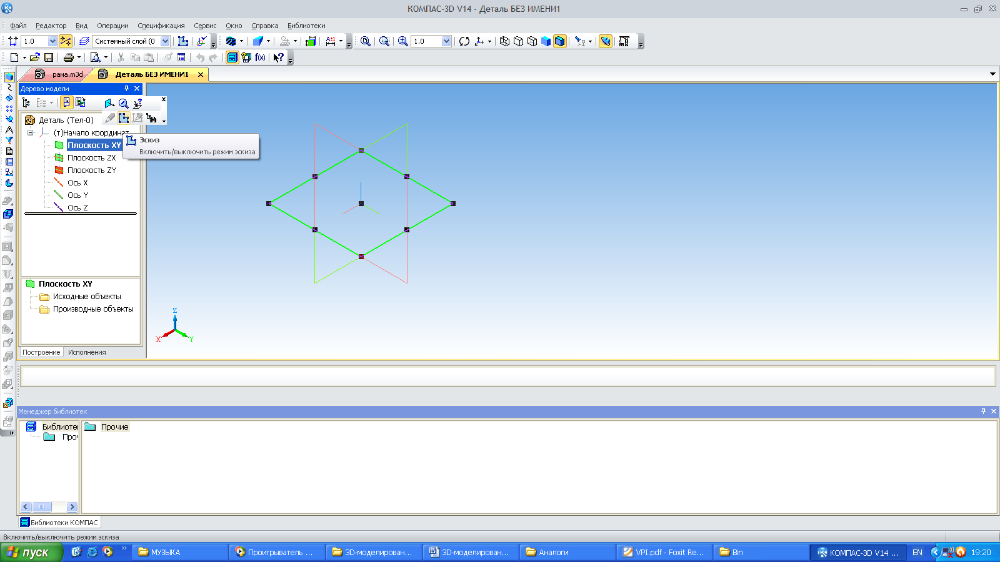 КОМПАС-3D V14 - Деталь БЕЗ ИМЕНИ1
Файл Редактор Вид Операции Спецификация Сервис Окно Справка Библиотеки
1.0 Системный слой (0 1.0
f(x)
рама.m3d Деталь БЕЗ ИМЕНИ1
Дерево модели
Деталь (Тел-0)
(т)Начало координат
Плоскость XY
Плоскость ZX
Плоскость ZY
Ось X
Ось Y
Ось Z
Эскиз
Включить/выключить режим эскиза
Плоскость XY
Исходные объекты
Производные объекты
Z
X
Y
Построение Исполнения
Менеджер библиотек
Библиотек
Проч
Прочие
Библиотеки КОМПАС
Включить/выключить режим эскиза
пуск
МУЗЫКА
Проигрыватель ...
3D-моделирован...
3D-моделирован...
Аналоги
VPI.pdf - Foxit Re...
Bin
КОМПАС-3D V14 ...
EN
19:20